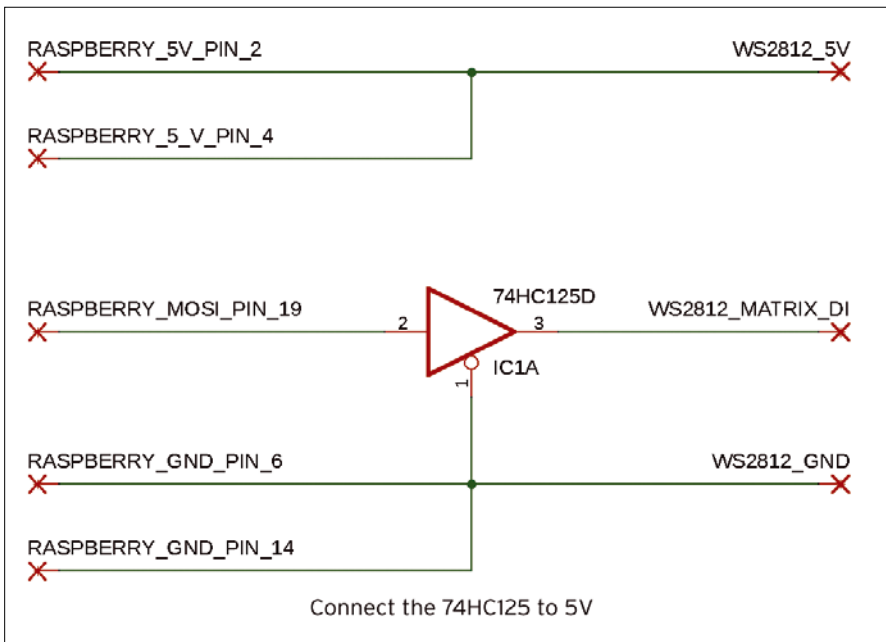 RASPBERRY_5V_PIN_2
WS2812_5V
RASPBERRY_5_V_PIN_4
74HC125D
RASPBERRY_MOSI_PIN_19
2
3
WS2812_MATRIX_DI
IC1A
1
RASPBERRY_GND_PIN_6
WS2812_GND
RASPBERRY_GND_PIN_14
Connect the 74HC125 to 5V